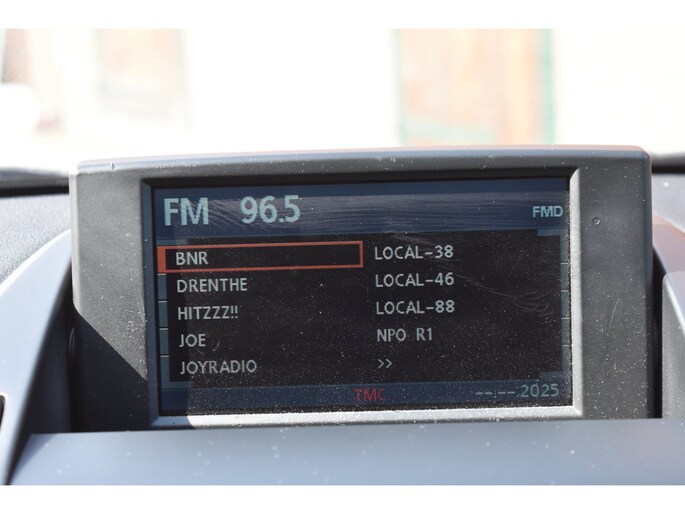 FM 96.5
FMD
BNR
DRENTHE
HITZZZ!!
JOE
JOYRADIO
LOCAL-38
LOCAL-46
LOCAL-88
NPO R1
>>
TMC
--.--.2025